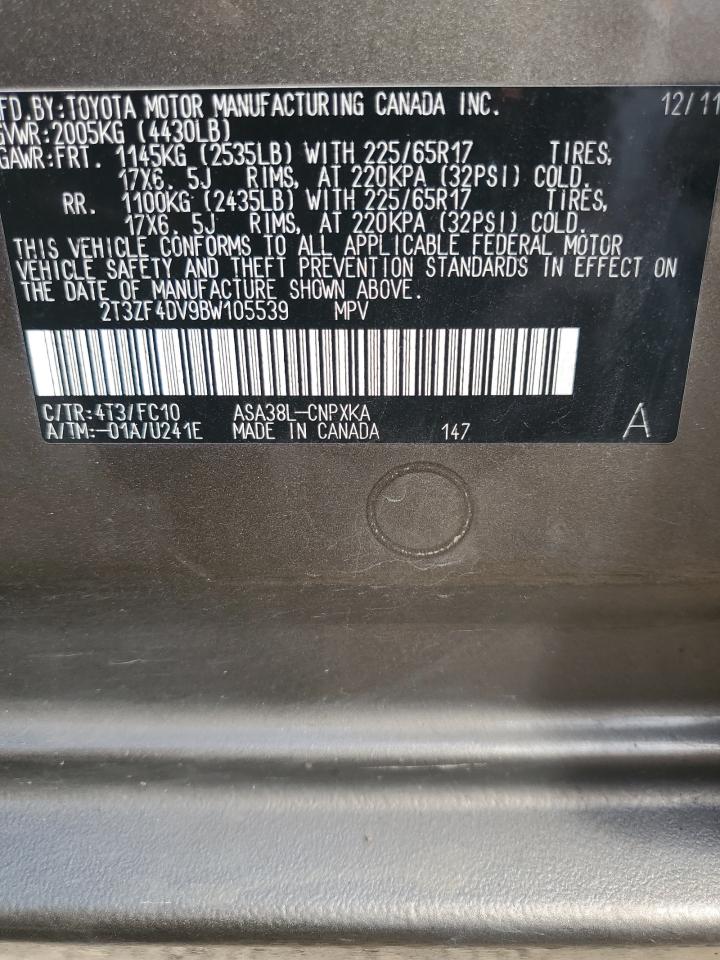 FD.BY:TOYOTA MOTOR MANUFACTURING CANADA INC. 12/11
GVWR:2005KG (4430LB)
GAWR:FRT. 1145KG (2535LB) WITH 225/65R17 TIRES,
17X6. 5J RIMS, AT 220KPA (32PSI) COLD.
RR. 1100KG (2435LB) WITH 225/65R17 TIRES,
17X6. 5J RIMS, AT 220KPA (32PSI) COLD.
THIS VEHICLE CONFORMS TO ALL APPLICABLE FEDERAL MOTOR
VEHICLE SAFETY AND THEFT PREVENTION STANDARDS IN EFFECT ON
THE DATE OF MANUFACTURE SHOWN ABOVE.
2T3ZF4DV9BW105539 MPV
C/TR:4T3/FC10 ASA38L-CNPXKA
A/TM:-01A/U241E MADE IN CANADA 147 A